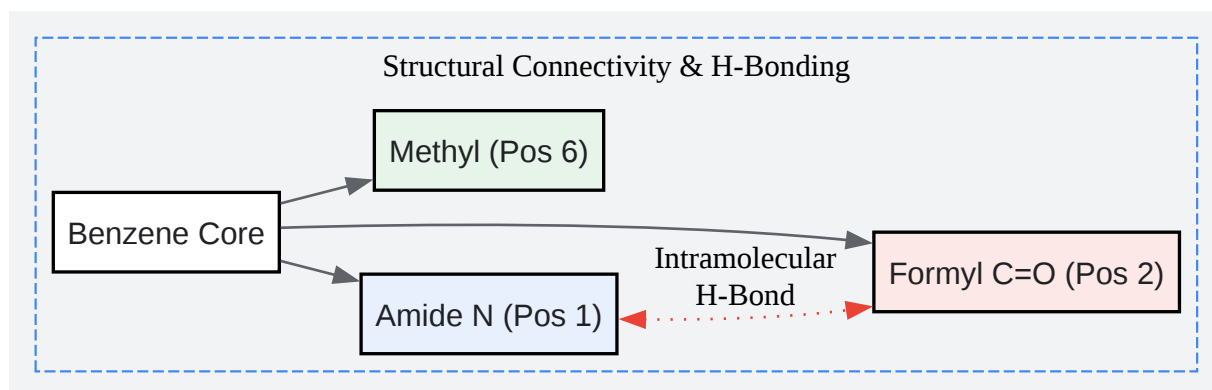 Structural Connectivity & H-Bonding
Methyl (Pos 6)
Benzene Core
Intramolecular
H-Bond
Formyl C=O (Pos 2)
Amide N (Pos 1)